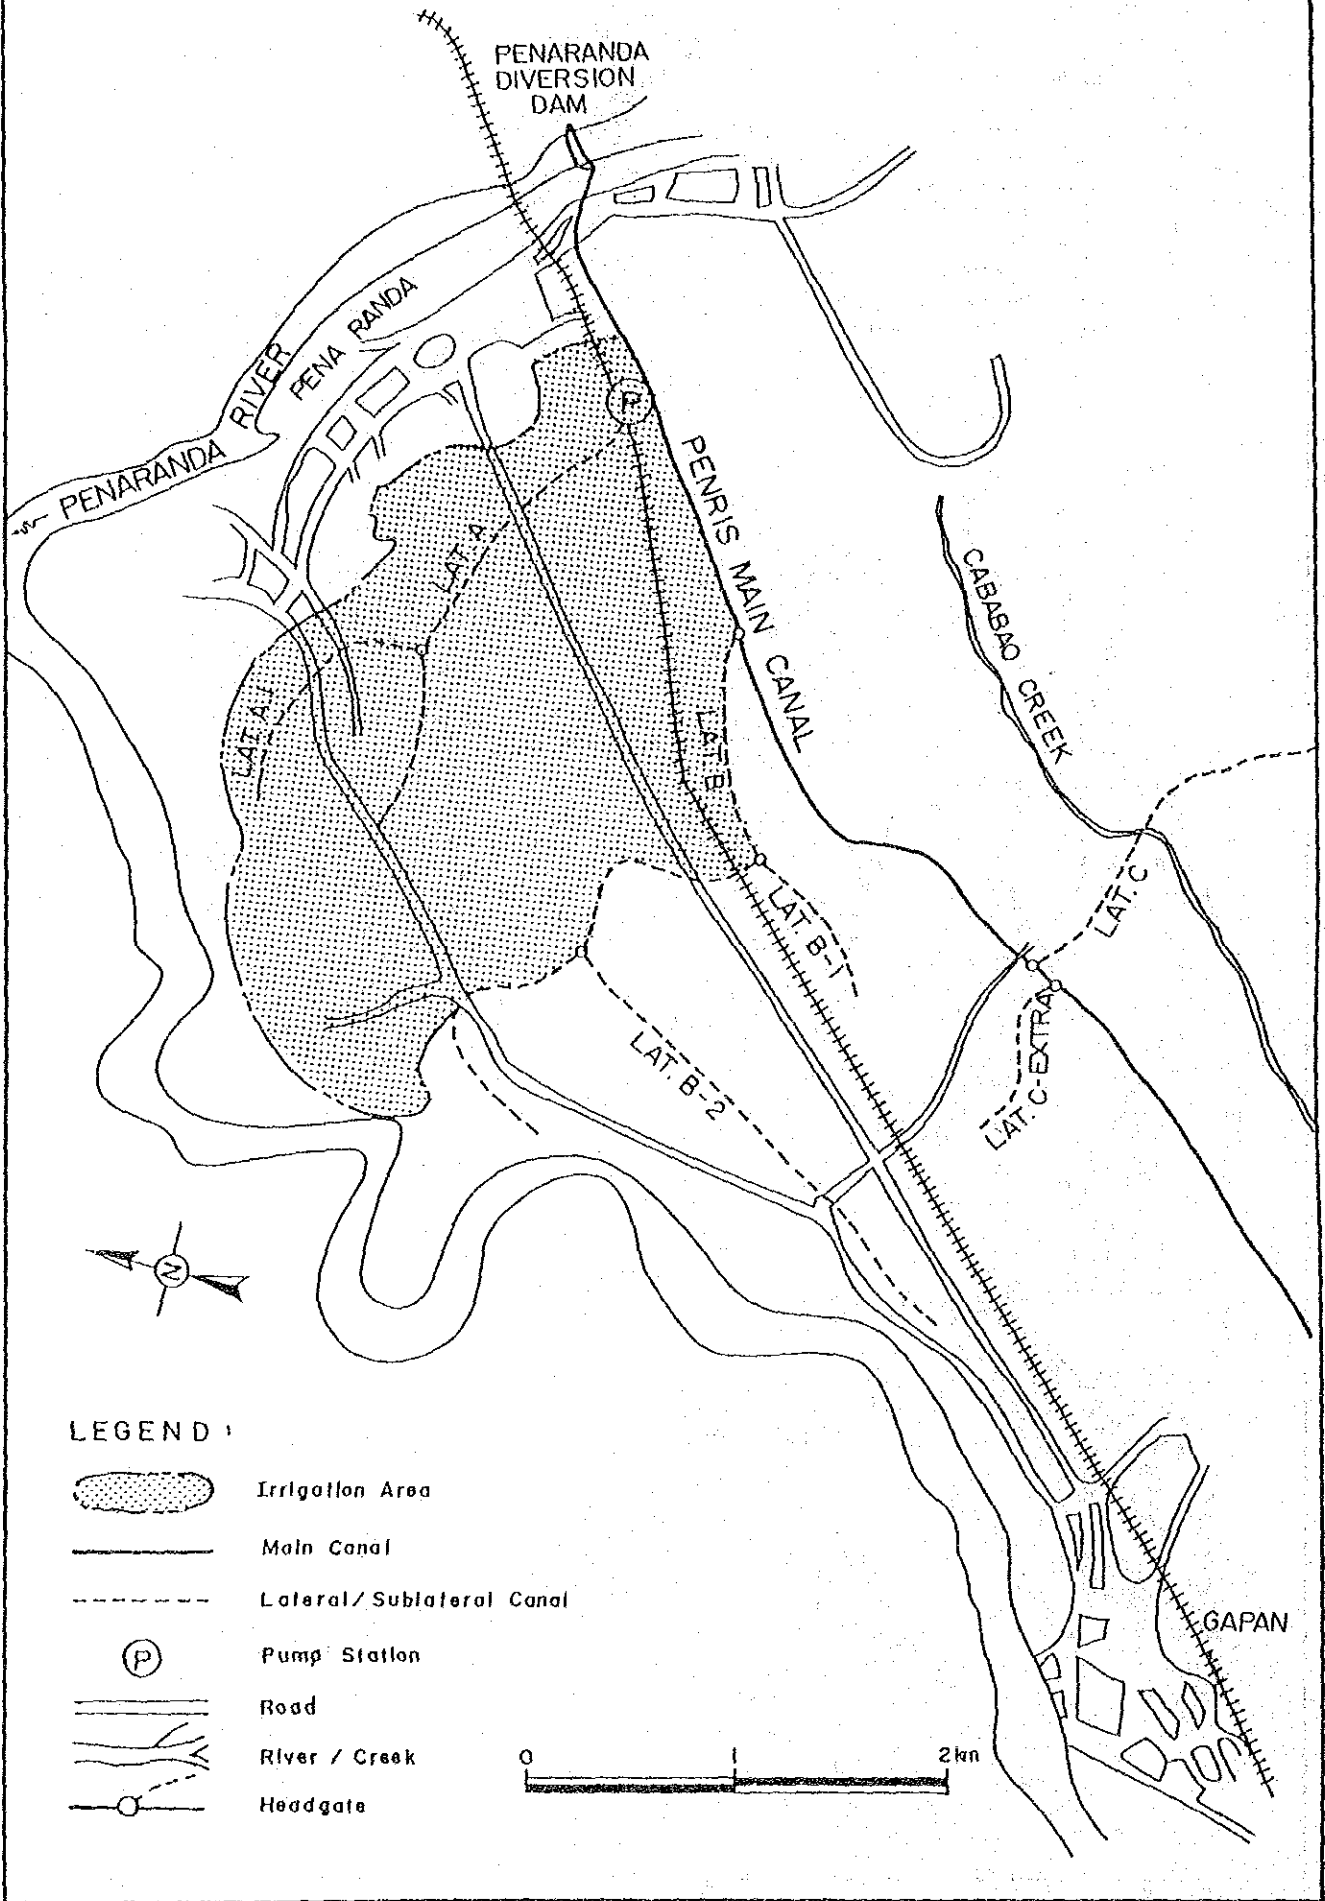 PENARANDA
DIVERSION
DAM
PENA RANDA
RIVER
PENARANDA
P
PENRIS MAIN CANAL
LAT. A
CABABAO CREEK
LAT. A-1
LAT. B
LAT. C
LAT. B-1
LAT. C-EXTRA
LAT. B-2
N
LEGEND :
Irrigation Area
Main Canal
Lateral/Sublateral Canal
P Pump Station
Road
River / Creek
Headgate
0 1 2km
GAPAN